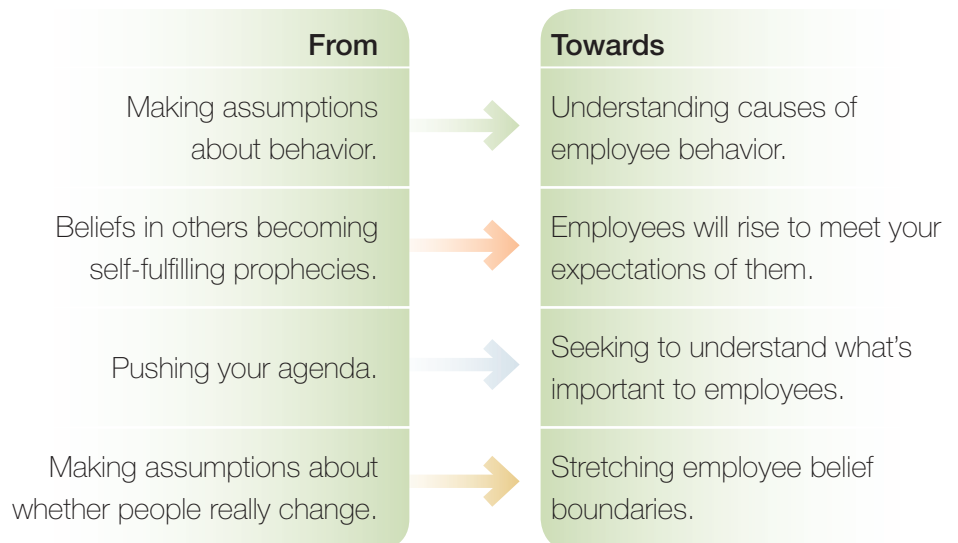 From
Towards
Making assumptions
about behavior.
Understanding causes of
employee behavior.
Beliefs in others becoming
self-fulfilling prophecies.
Employees will rise to meet your
expectations of them.
Pushing your agenda.
Seeking to understand what's
important to employees.
Making assumptions about
whether people really change.
Stretching employee belief
boundaries.